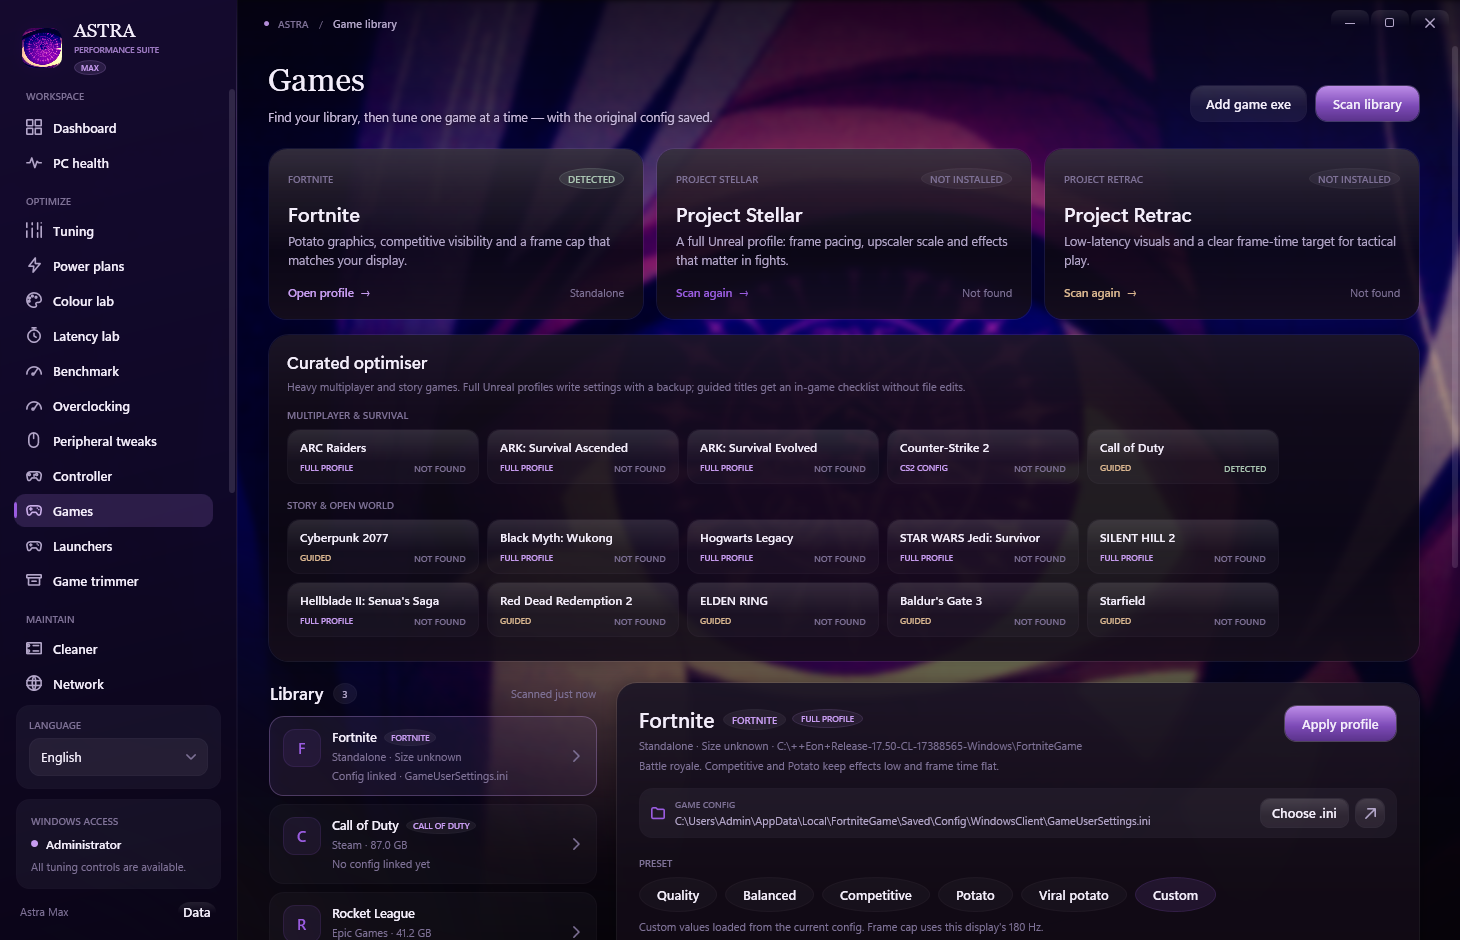 ASTRA
PERFORMANCE SUITE
MAX
WORKSPACE
Dashboard
PC health
OPTIMIZE
Tuning
Power plans
Colour lab
Latency lab
Benchmark
Overclocking
Peripheral tweaks
Controller
Games
Launchers
Game trimmer
MAINTAIN
Cleaner
Network
LANGUAGE
English
WINDOWS ACCESS
Administrator
All tuning controls are available.
Astra Max
Data
ASTRA / Game library
Games
Find your library, then tune one game at a time — with the original config saved.
Add game exe
Scan library
FORTNITE
DETECTED
Fortnite
Potato graphics, competitive visibility and a frame cap that
matches your display.
Open profile →
Standalone
PROJECT STELLAR
NOT INSTALLED
Project Stellar
A full Unreal profile: frame pacing, upscaler scale and effects
that matter in fights.
Scan again →
Not found
PROJECT RETRAC
NOT INSTALLED
Project Retrac
Low-latency visuals and a clear frame-time target for tactical
play.
Scan again →
Not found
Curated optimiser
Heavy multiplayer and story games. Full Unreal profiles write settings with a backup; guided titles get an in-game checklist without file edits.
MULTIPLAYER & SURVIVAL
ARC Raiders
FULL PROFILE
NOT FOUND
ARK: Survival Ascended
FULL PROFILE
NOT FOUND
ARK: Survival Evolved
FULL PROFILE
NOT FOUND
Counter-Strike 2
CS2 CONFIG
NOT FOUND
Call of Duty
GUIDED
DETECTED
STORY & OPEN WORLD
Cyberpunk 2077
GUIDED
NOT FOUND
Black Myth: Wukong
FULL PROFILE
NOT FOUND
Hogwarts Legacy
FULL PROFILE
NOT FOUND
STAR WARS Jedi: Survivor
FULL PROFILE
NOT FOUND
SILENT HILL 2
FULL PROFILE
NOT FOUND
Hellblade II: Senua's Saga
FULL PROFILE
NOT FOUND
Red Dead Redemption 2
GUIDED
NOT FOUND
ELDEN RING
GUIDED
NOT FOUND
Baldur's Gate 3
GUIDED
NOT FOUND
Starfield
GUIDED
NOT FOUND
Library 3
Scanned just now
F
Fortnite FORTNITE
Standalone · Size unknown
Config linked · GameUserSettings.ini
C
Call of Duty CALL OF DUTY
Steam · 87.0 GB
No config linked yet
R
Rocket League
Epic Games · 41.2 GB
Fortnite FORTNITE FULL PROFILE
Apply profile
Standalone · Size unknown · C:\++Eon+Release-17.50-CL-17388565-Windows\FortniteGame
Battle royale. Competitive and Potato keep effects low and frame time flat.
GAME CONFIG
C:\Users\Admin\AppData\Local\FortniteGame\Saved\Config\WindowsClient\GameUserSettings.ini
Choose .ini
PRESET
Quality
Balanced
Competitive
Potato
Viral potato
Custom
Custom values loaded from the current config. Frame cap uses this display's 180 Hz.